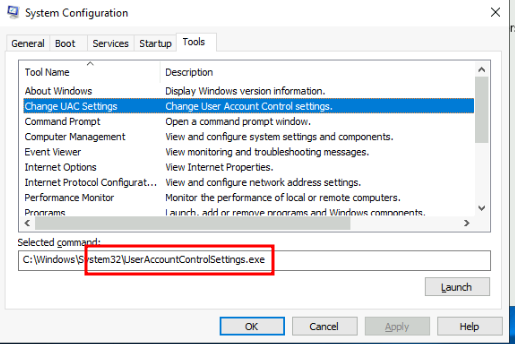 System Configuration
General Boot Services Startup Tools
Tool Name Description
About Windows Display Windows version information.
Change UAC Settings Change User Account Control settings.
Command Prompt Open a command prompt window.
Computer Management View and configure system settings and components.
Event Viewer View monitoring and troubleshooting messages.
Internet Options View Internet Properties.
Internet Protocol Configurat... View and configure network address settings.
Performance Monitor Monitor the performance of local or remote computers.
Programs Launch, add or remove programs and Windows components.
Selected command:
C:\Windows\System32\UserAccountControlSettings.exe
Launch
OK Cancel Apply Help